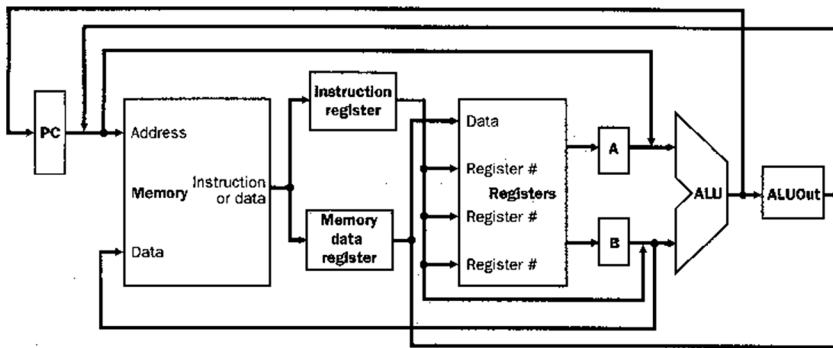 PC
Address
Memory
Instruction
or data
Data
Instruction
register
Memory
data
register
Data
Register #
Registers
Register #
Register #
A
B
ALU
ALUOut